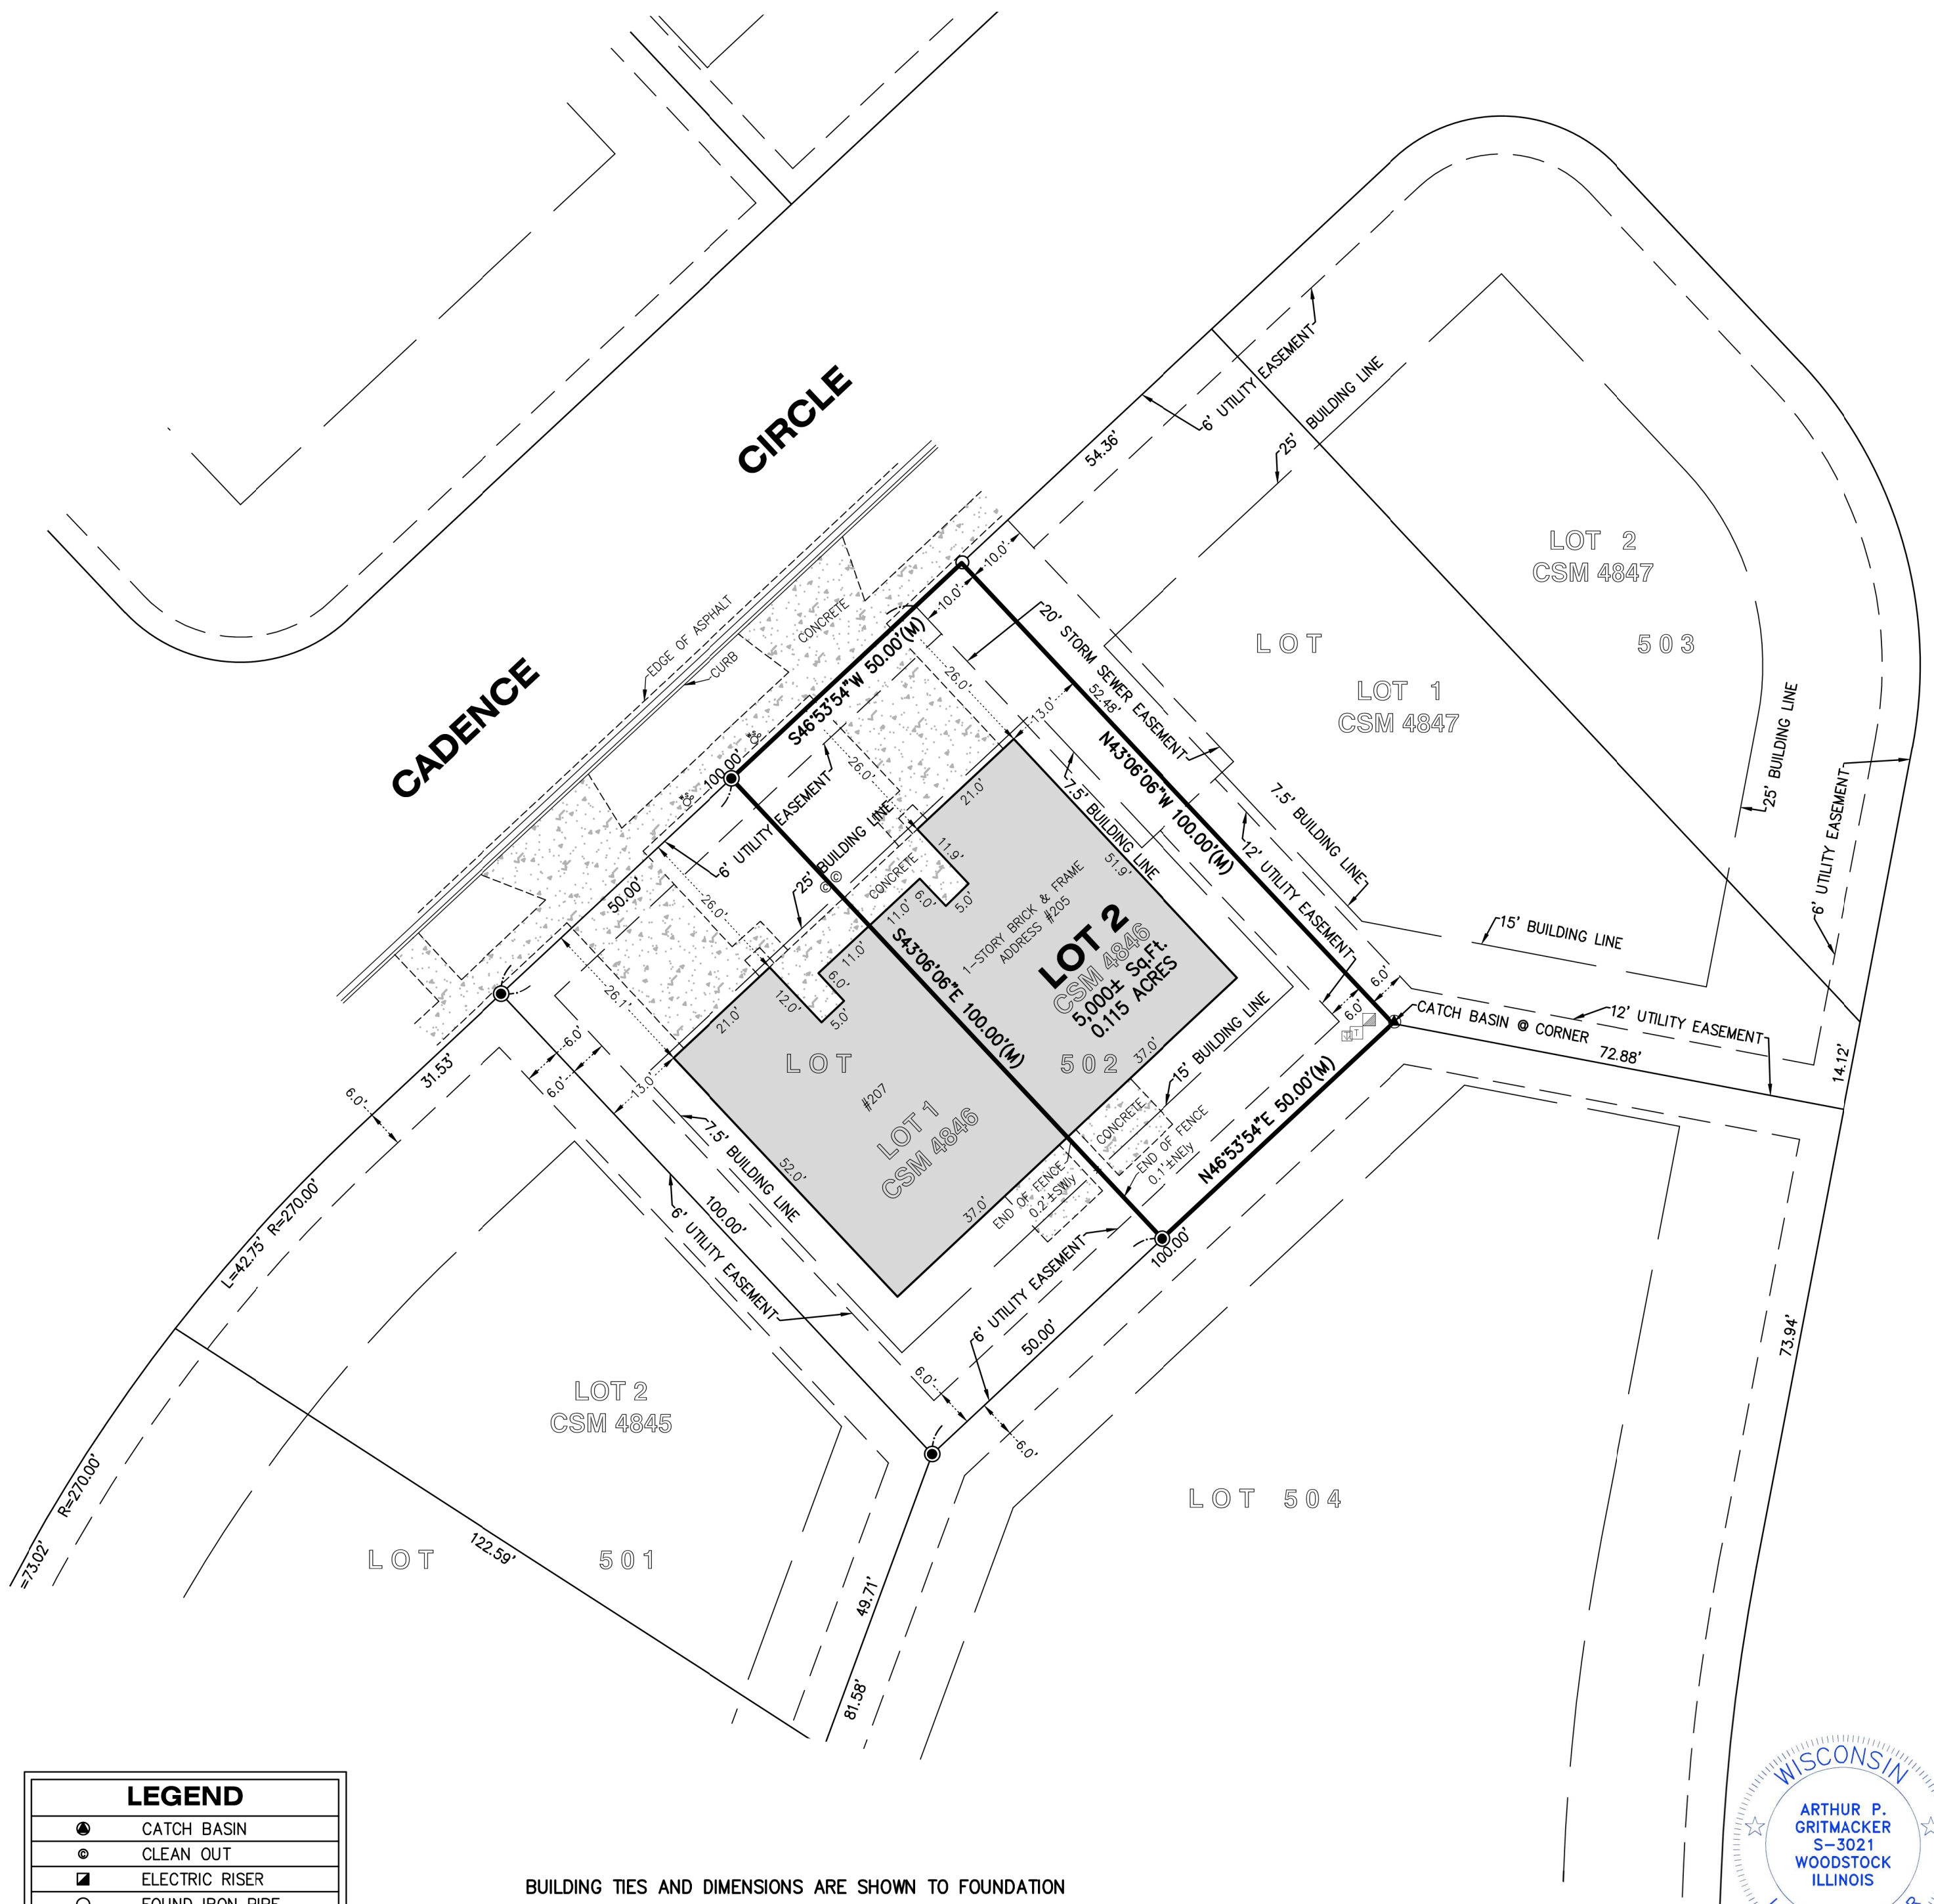 CADENCE
CIRCLE
EDGE OF ASPHALT
CURB
CONCRETE
54.36'
6' UTILITY EASEMENT
25' BUILDING LINE
LOT 2
CSM 4847
LOT
503
LOT 1
CSM 4847
25' BUILDING LINE
6' UTILITY EASEMENT
10.0'
10.0'
20' STORM SEWER EASEMENT
S46°53'54"W 50.00'(M)
100.00'
26.0'
13.0'
52.48'
N43°06'06"W 100.00'(M)
7.5' BUILDING LINE
7.5' BUILDING LINE
12' UTILITY EASEMENT
6' UTILITY EASEMENT
26.0'
25' BUILDING LINE
CONCRETE
21.0'
11.9'
51.9'
6.0'
5.0'
11.0'
1-STORY BRICK & FRAME
ADDRESS #205
LOT 2
CSM 4846
5,000± Sq.Ft.
0.115 ACRES
S43°06'06"E 100.00'(M)
15' BUILDING LINE
6.0'
6.0'
CATCH BASIN @ CORNER
12' UTILITY EASEMENT
72.88'
14.12'
50.00'
26.0'
26.1'
11.0'
6.0'
12.0'
5.0'
21.0'
LOT
502
37.0'
15' BUILDING LINE
#207
LOT 1
CSM 4846
CONCRETE
END OF FENCE
0.1'±NEly
END OF FENCE
0.2'±SWly
N46°53'54"E 50.00'(M)
100.00'
31.53'
6.0'
6.0'
6.0'
13.0'
7.5' BUILDING LINE
52.0'
37.0'
100.00'
6' UTILITY EASEMENT
6' UTILITY EASEMENT
50.00'
6.0'
6.0'
L=42.75' R=270.00'
LOT 2
CSM 4845
LOT
501
122.59'
=73.02' R=270.00'
49.71'
81.58'
LOT 504
73.94'
LEGEND
CATCH BASIN
© CLEAN OUT
ELECTRIC RISER
FOUND IRON PIPE
BUILDING TIES AND DIMENSIONS ARE SHOWN TO FOUNDATION
WISCONSIN
ARTHUR P.
GRITMACKER
S-3021
WOODSTOCK
ILLINOIS